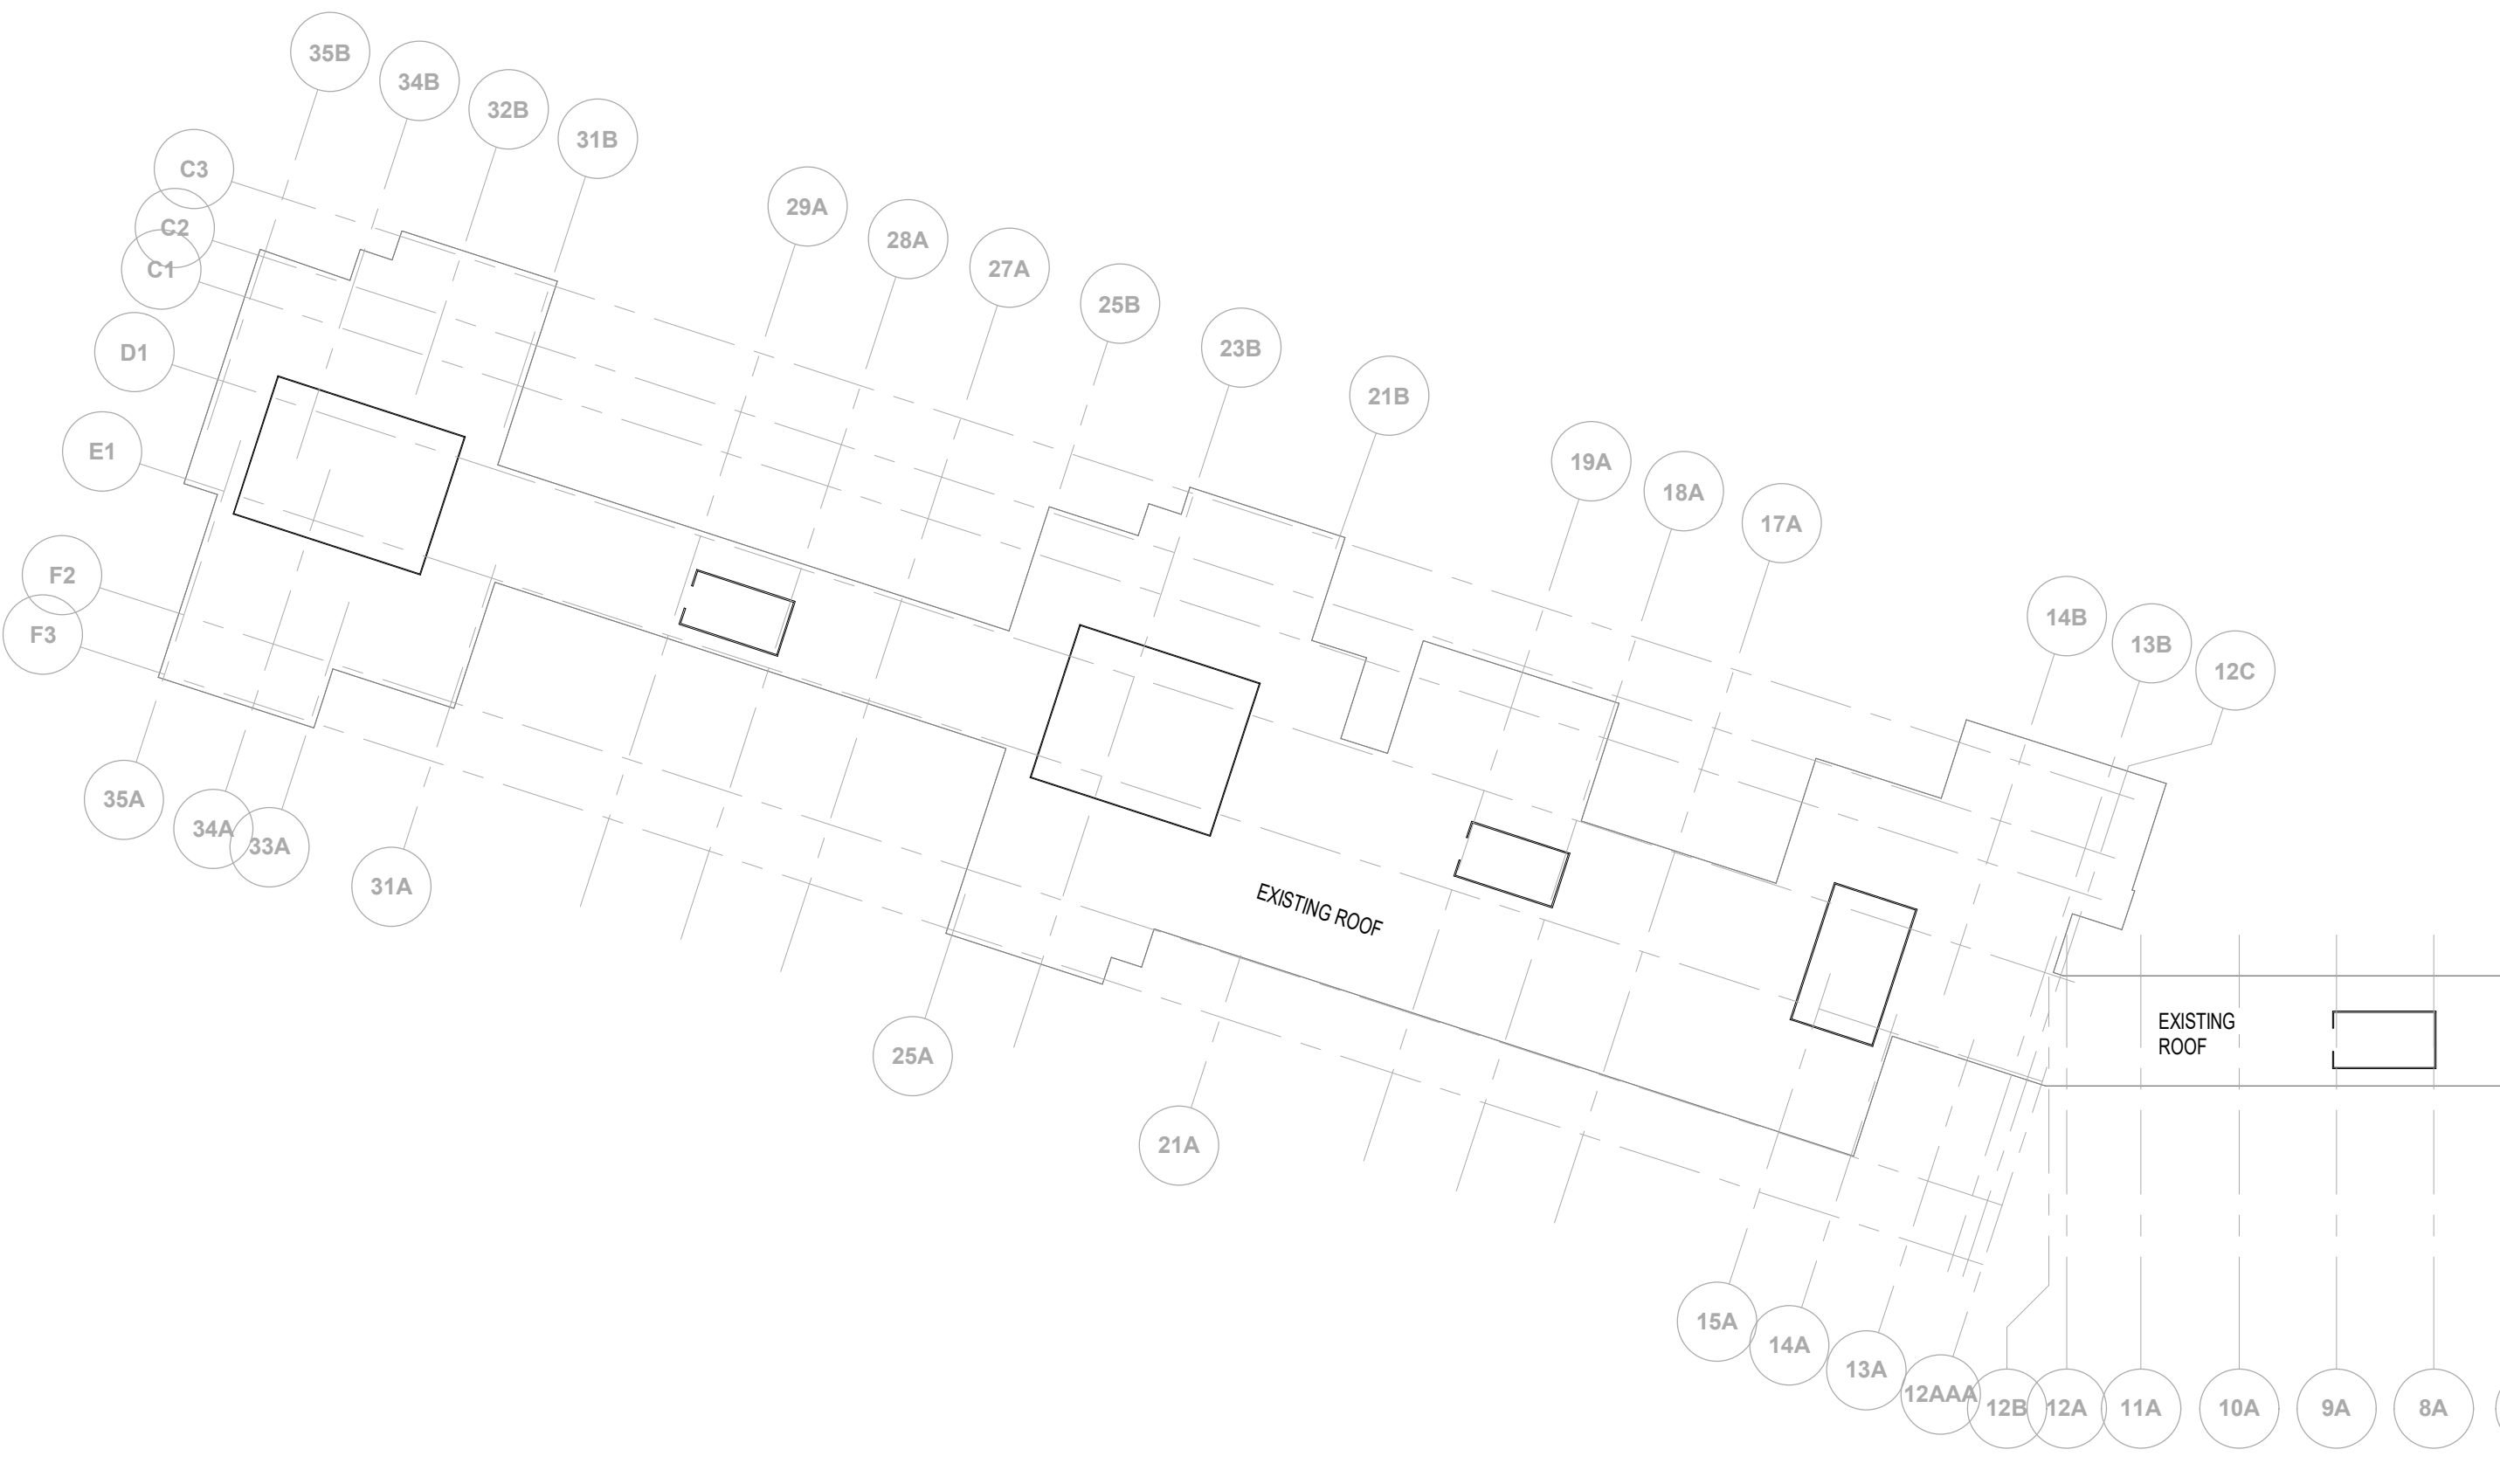 35B
34B
32B
31B
C3
C2
C1
D1
E1
F2
F3
29A
28A
27A
25B
23B
21B
19A
18A
17A
14B
13B
12C
35A
34A
33A
31A
EXISTING ROOF
EXISTING
ROOF
25A
21A
15A
14A
13A
12AAA
12B
12A
11A
10A
9A
8A